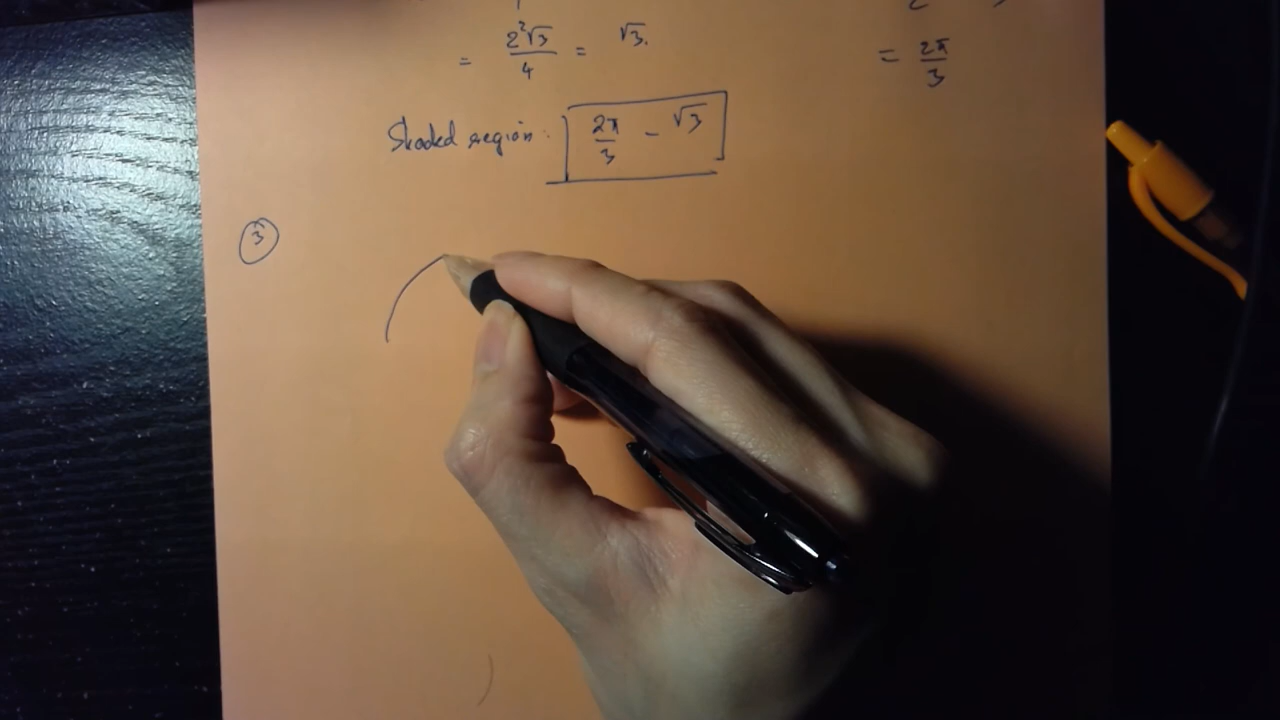 = 2²√3/4 = √3.
= 2π/3
Shaded region: 2π/3 - √3
3